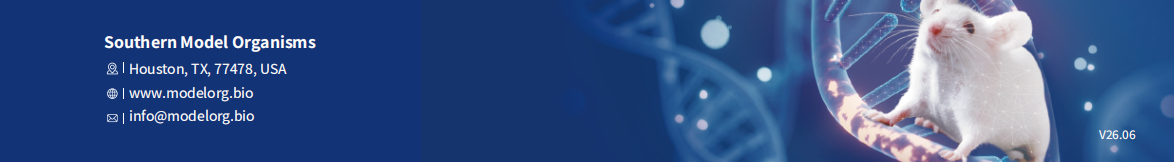 Southern Model Organisms
| Houston, TX, 77478, USA
| www.modelorg.bio
| info@modelorg.bio
V26.06